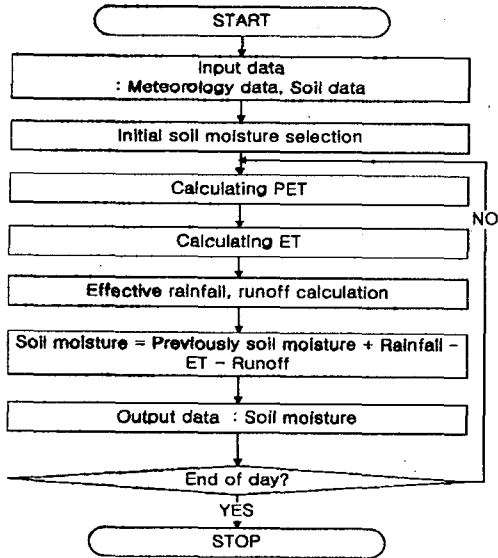 START
Input data
: Meteorology data, Soil data
Initial soil moisture selection
Calculating PET
NO
Calculating ET
Effective rainfall, runoff calculation
Soil moisture = Previously soil moisture + Rainfall -
ET - Runoff
Output data : Soil moisture
End of day?
YES
STOP